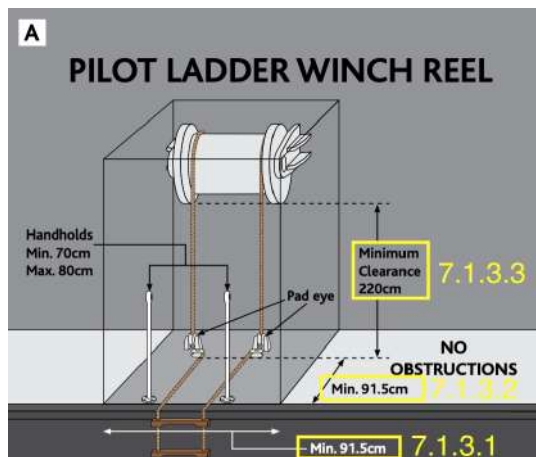 A
PILOT LADDER WINCH REEL
Handholds
Min. 70cm
Max. 80cm
Pad eye
Minimum
Clearance
220cm
7.1.3.3
NO
OBSTRUCTIONS
Min. 91.5cm
7.1.3.2
Min. 91.5cm
7.1.3.1